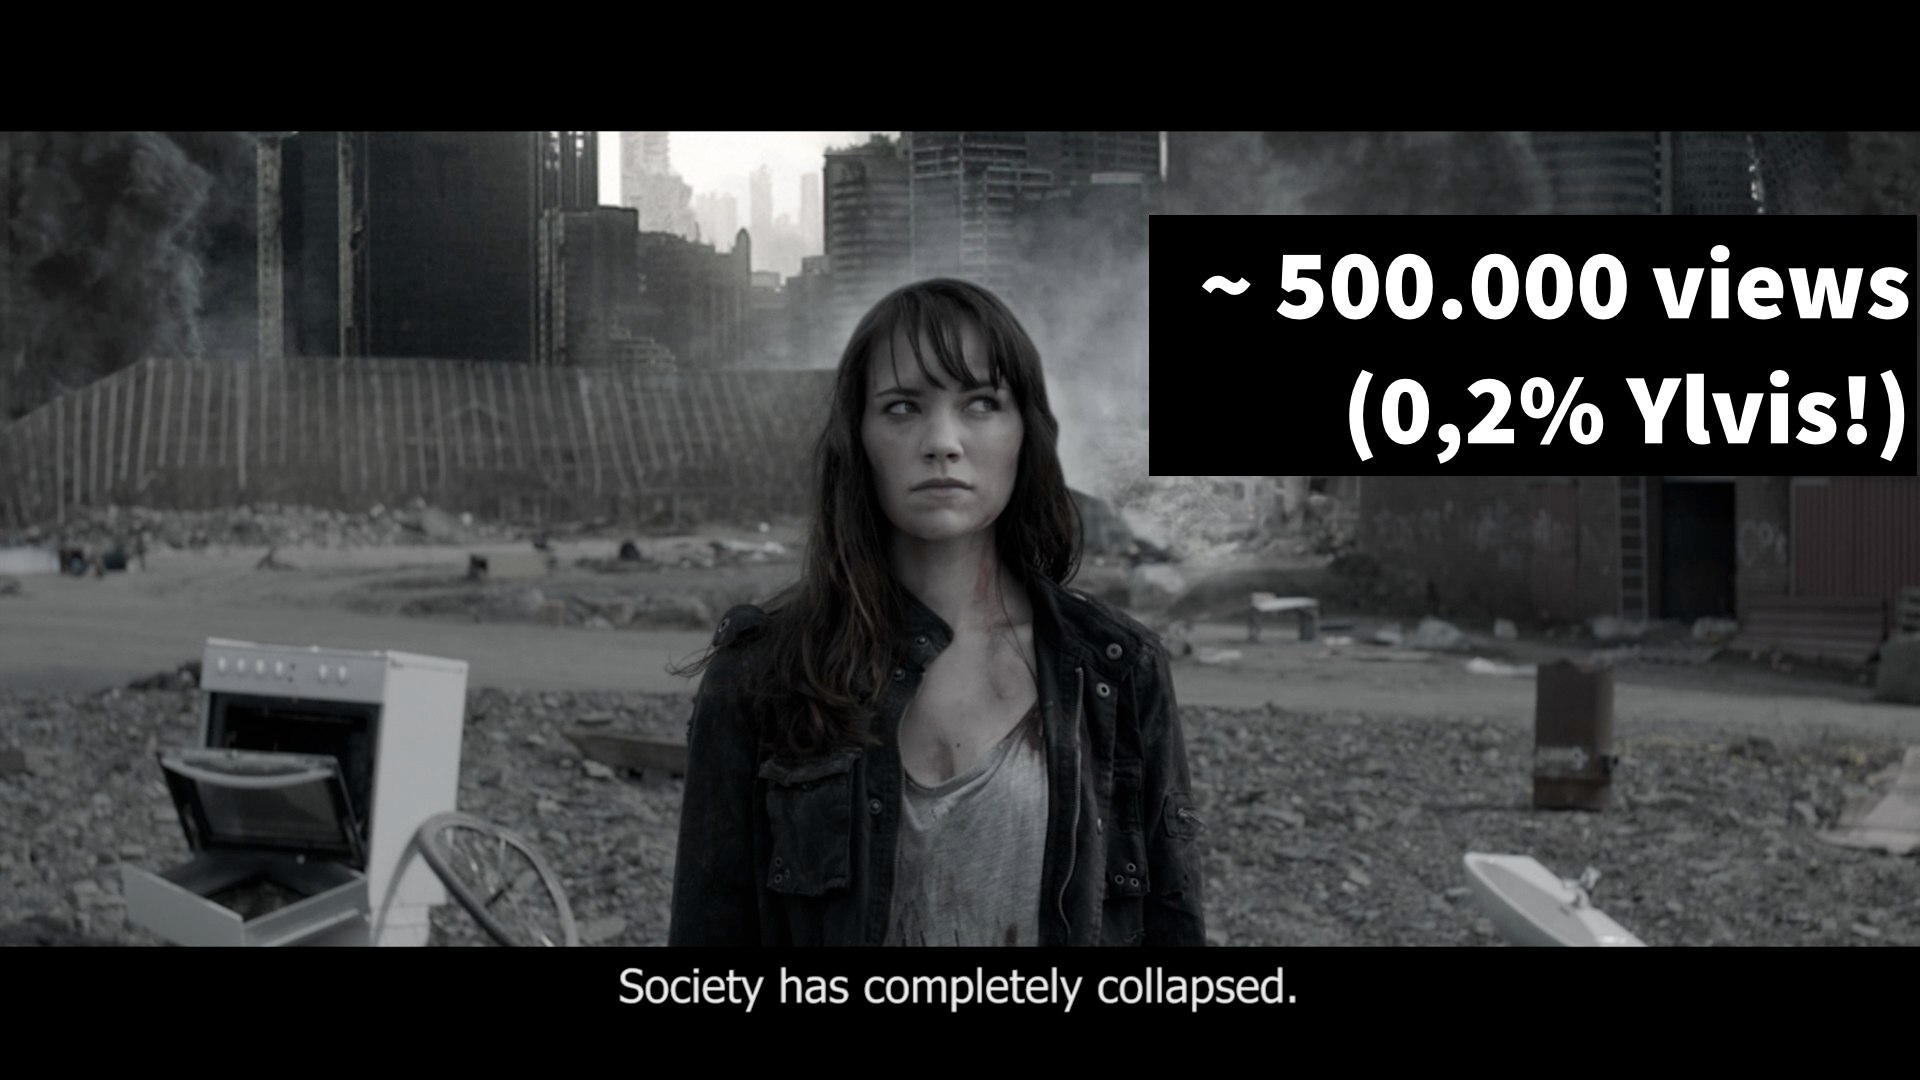 ~ 500.000 views
(0,2% Ylvis!)
Society has completely collapsed.